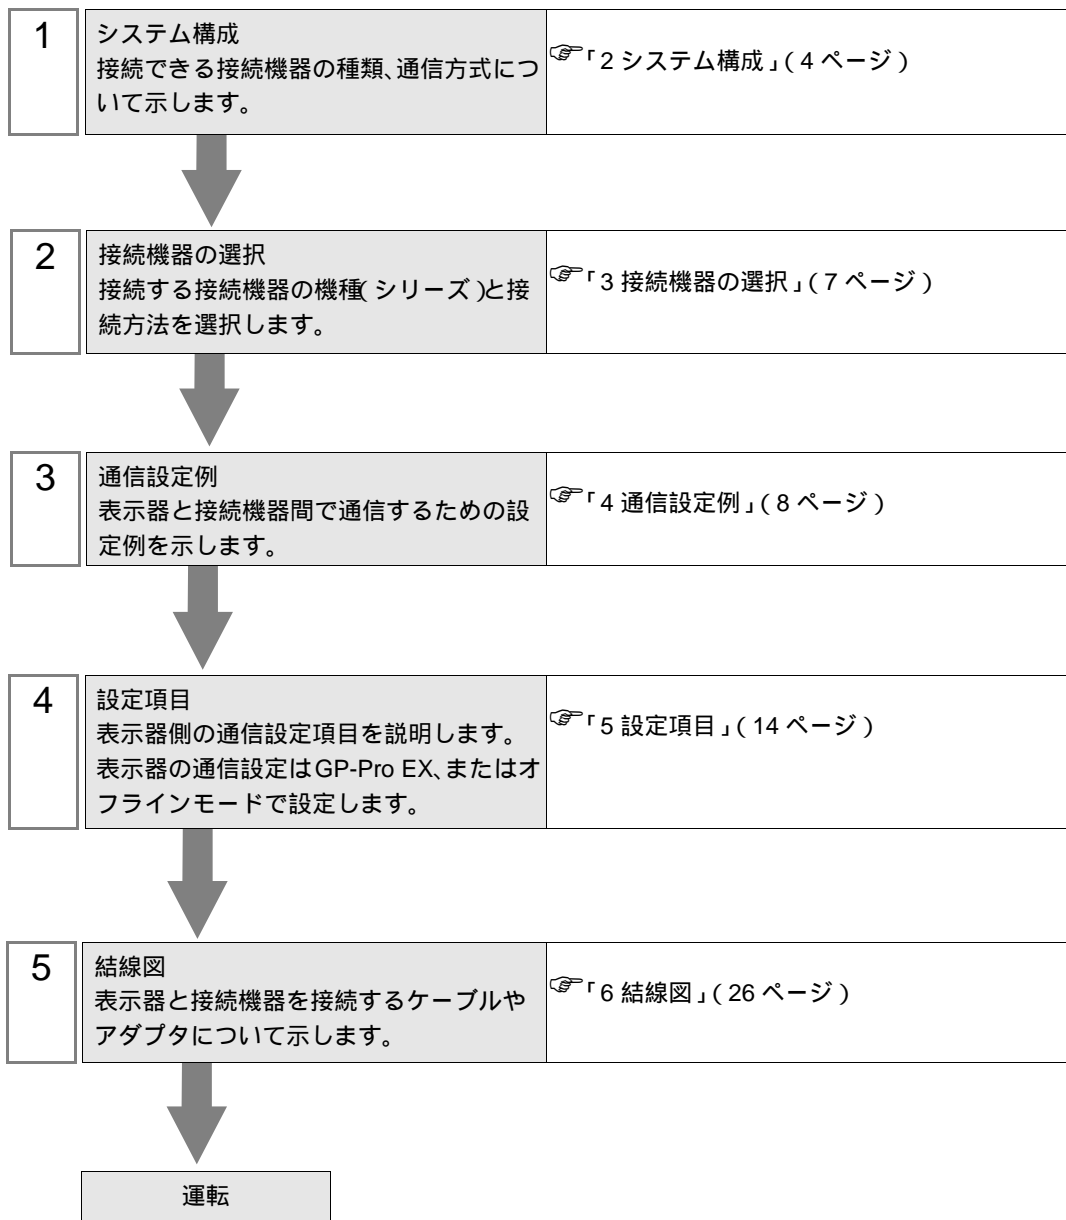 1
システム構成
接続できる接続機器の種類、通信方式につ
いて示します。
☞「2 システム構成」(4 ページ)
2
接続機器の選択
接続する接続機器の機種(シリーズ)と接
続方法を選択します。
☞「3 接続機器の選択」(7 ページ)
3
通信設定例
表示器と接続機器間で通信するための設
定例を示します。
☞「4 通信設定例」(8 ページ)
4
設定項目
表示器側の通信設定項目を説明します。
表示器の通信設定はGP-Pro EX、またはオ
フラインモードで設定します。
☞「5 設定項目」(14 ページ)
5
結線図
表示器と接続機器を接続するケーブルや
アダプタについて示します。
☞「6 結線図」(26 ページ)
運転